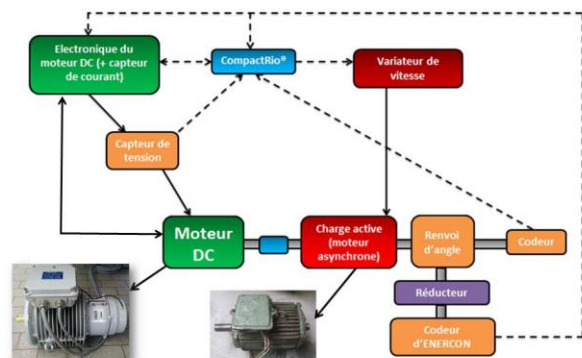 Electronique du
moteur DC (+ capteur
de courant)
CompactRio®
Variateur de
vitesse
Capteur de
tension
Moteur
DC
Charge active
(moteur
asynchrone)
Renvoi
d'angle
Codeur
Réducteur
Codeur
d'ENERCON